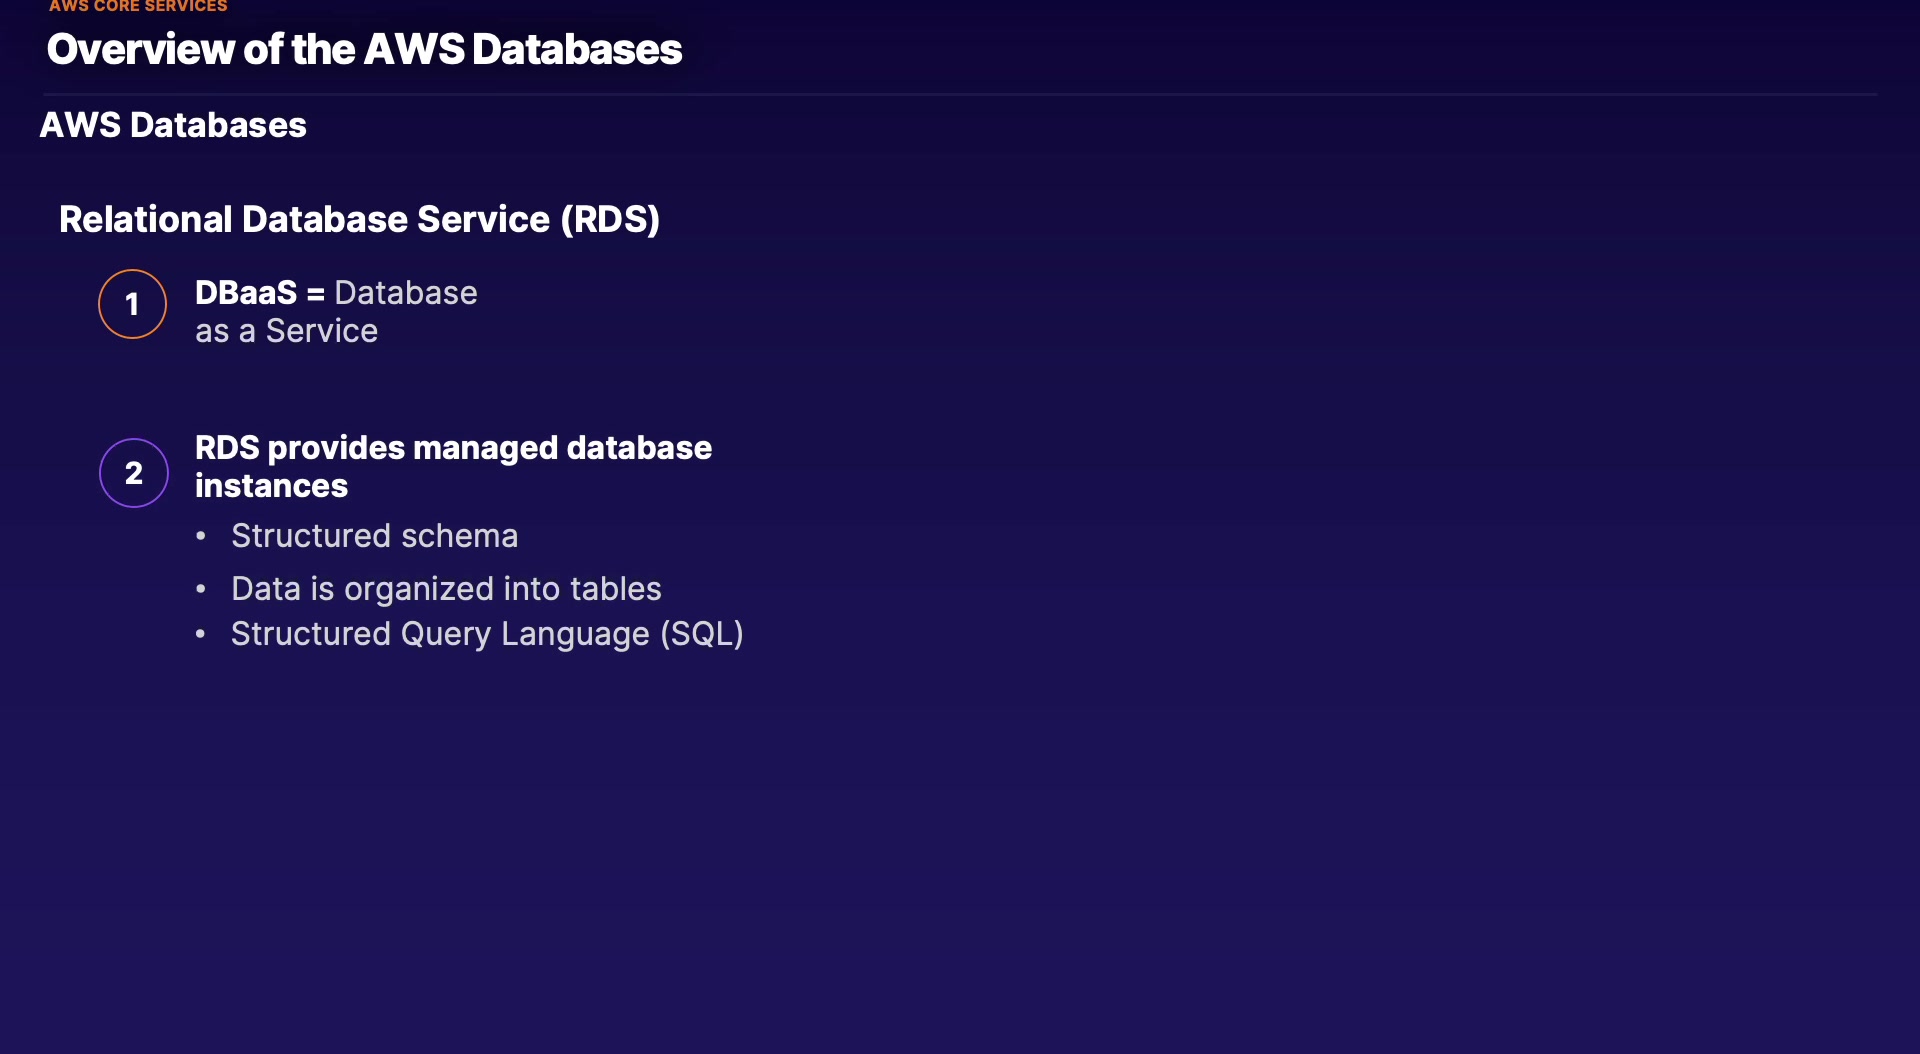 AWS CORE SERVICES
Overview of the AWS Databases
AWS Databases
Relational Database Service (RDS)
1
DBaaS = Database
as a Service
2
RDS provides managed database
instances
• Structured schema
• Data is organized into tables
• Structured Query Language (SQL)